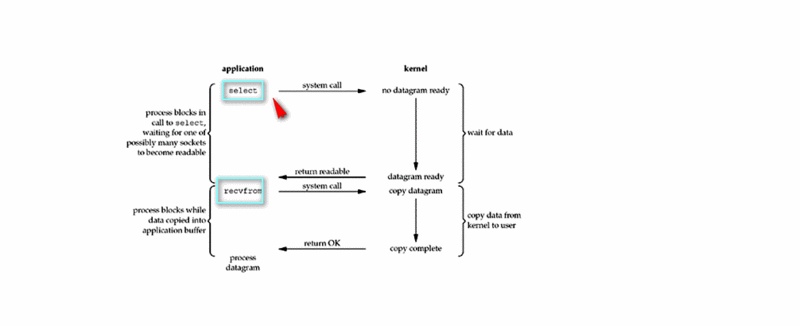 application
kernel
select
system call
no datagram ready
process blocks in
call to select,
waiting for one of
possibly many sockets
to become readable
wait for data
return readable
datagram ready
recvfrom
system call
copy datagram
process blocks while
data copied into
application buffer
copy data from
kernel to user
return OK
copy complete
process
datagram